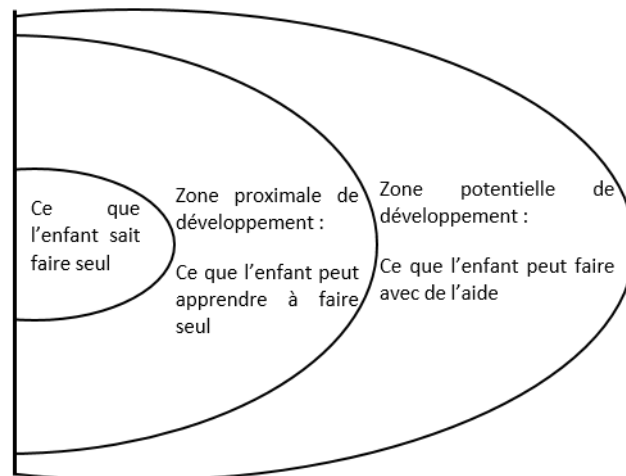 Ce que
l'enfant sait
faire seul
Zone proximale de
développement :
Ce que l'enfant peut
apprendre à faire
seul
Zone potentielle de
développement :
Ce que l'enfant peut faire
avec de l'aide